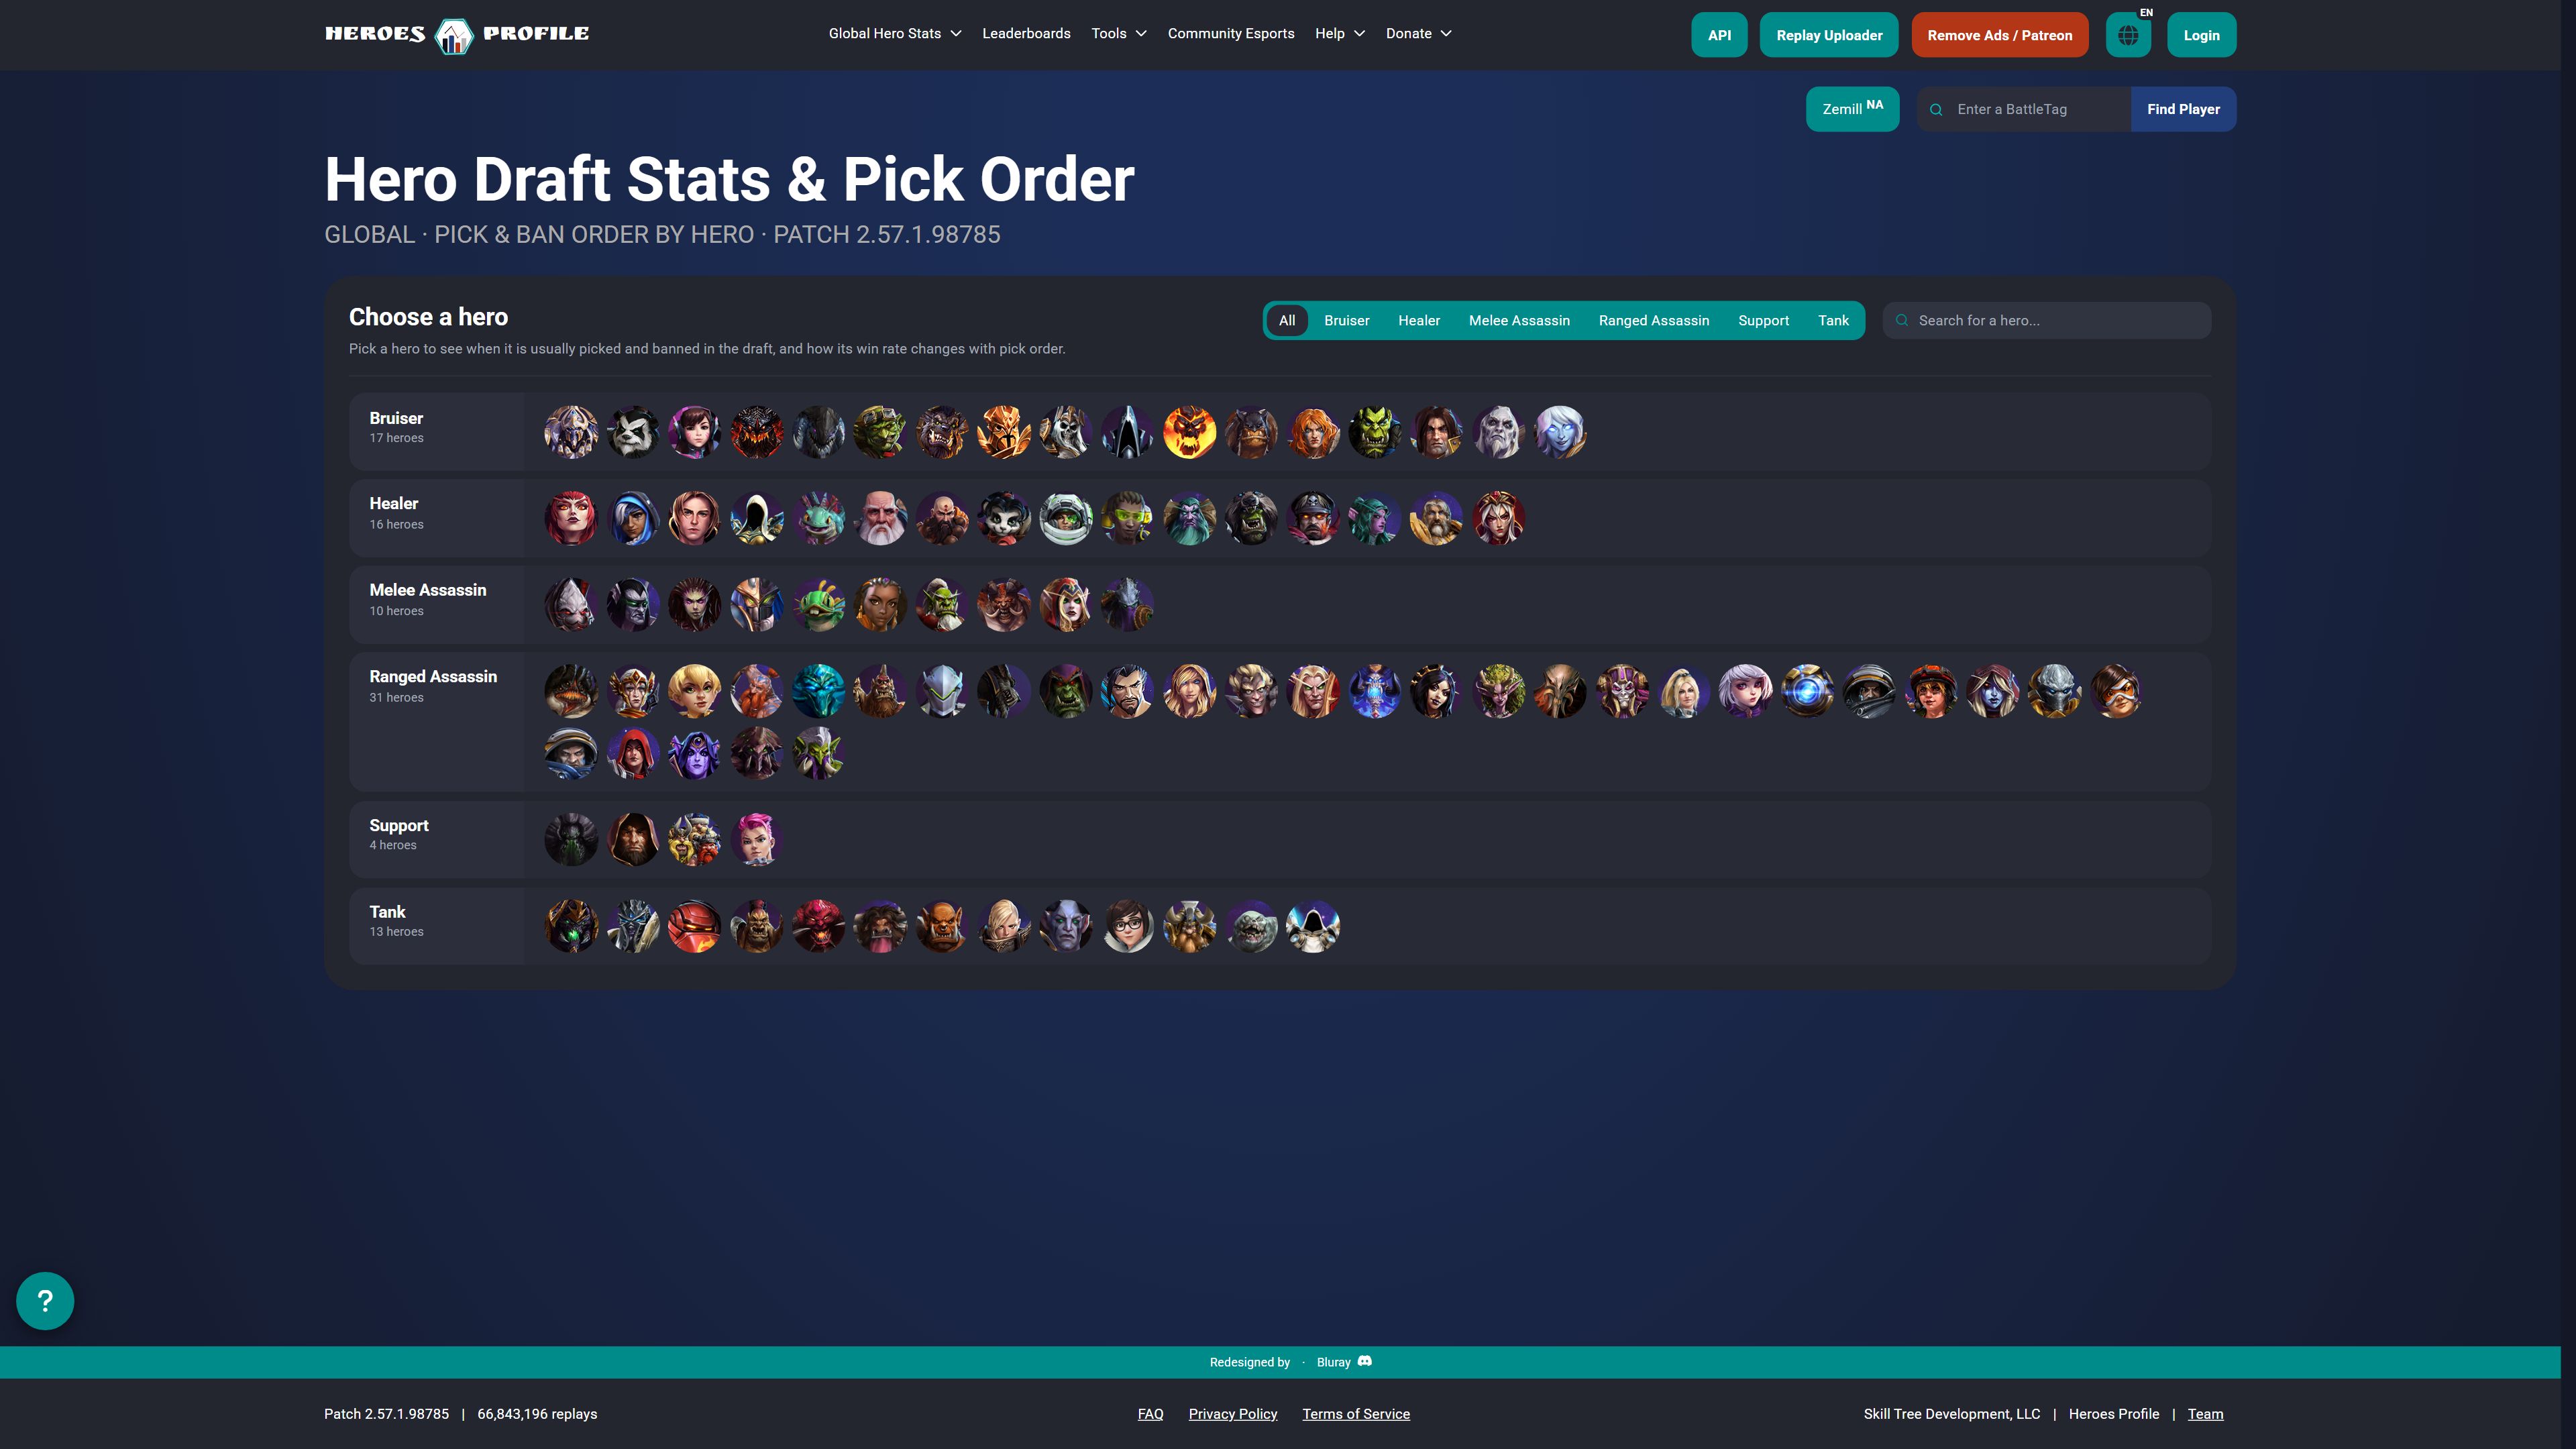 HEROES PROFILE
Global Hero Stats Leaderboards Tools Community Esports Help Donate
API Replay Uploader Remove Ads / Patreon EN Login
Zemill NA Enter a BattleTag Find Player
Hero Draft Stats & Pick Order
GLOBAL · PICK & BAN ORDER BY HERO · PATCH 2.57.1.98785
Choose a hero
All Bruiser Healer Melee Assassin Ranged Assassin Support Tank Search for a hero...
Pick a hero to see when it is usually picked and banned in the draft, and how its win rate changes with pick order.
Bruiser
17 heroes
Healer
16 heroes
Melee Assassin
10 heroes
Ranged Assassin
31 heroes
Support
4 heroes
Tank
13 heroes
?
Redesigned by · Bluray
Patch 2.57.1.98785 | 66,843,196 replays FAQ Privacy Policy Terms of Service Skill Tree Development, LLC | Heroes Profile | Team